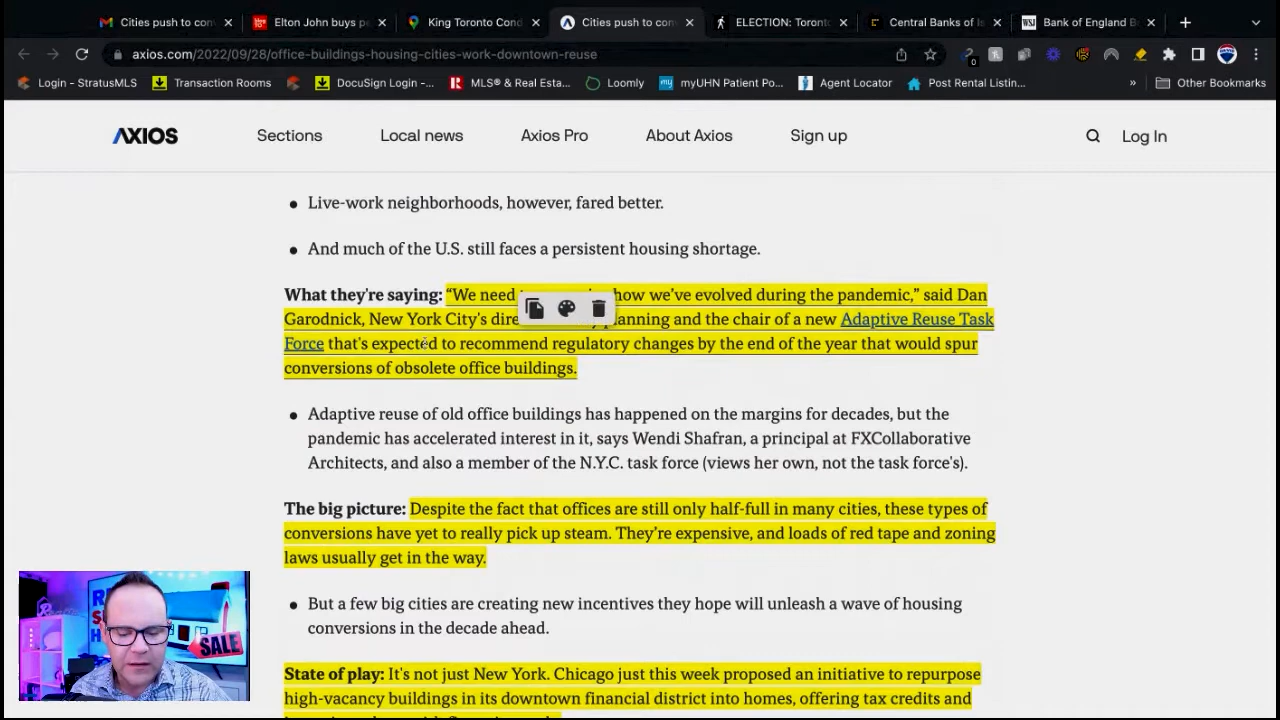 Cities push to con
Elton John buys pe
King Toronto Cond
Cities push to con
ELECTION: Toronto
Central Banks of Is
Bank of England Bo
axios.com/2022/09/28/office-buildings-housing-cities-work-downtown-reuse
Login - StratusMLS
Transaction Rooms
DocuSign Login -...
MLS® & Real Esta...
Loomly
myUHN Patient Po...
Agent Locator
Post Rental Listin...
»
Other Bookmarks
AXIOS
Sections
Local news
Axios Pro
About Axios
Sign up
Log In
• Live-work neighborhoods, however, fared better.
• And much of the U.S. still faces a persistent housing shortage.
What they're saying: “We need how we’ve evolved during the pandemic,” said Dan
Garodnick, New York City's planning and the chair of a new Adaptive Reuse Task
Force that's expected to recommend regulatory changes by the end of the year that would spur
conversions of obsolete office buildings.
• Adaptive reuse of old office buildings has happened on the margins for decades, but the
pandemic has accelerated interest in it, says Wendi Shafran, a principal at FXCollaborative
Architects, and also a member of the N.Y.C. task force (views her own, not the task force's).
The big picture: Despite the fact that offices are still only half-full in many cities, these types of
conversions have yet to really pick up steam. They’re expensive, and loads of red tape and zoning
laws usually get in the way.
• But a few big cities are creating new incentives they hope will unleash a wave of housing
conversions in the decade ahead.
State of play: It's not just New York. Chicago just this week proposed an initiative to repurpose
high-vacancy buildings in its downtown financial district into homes, offering tax credits and
SALE